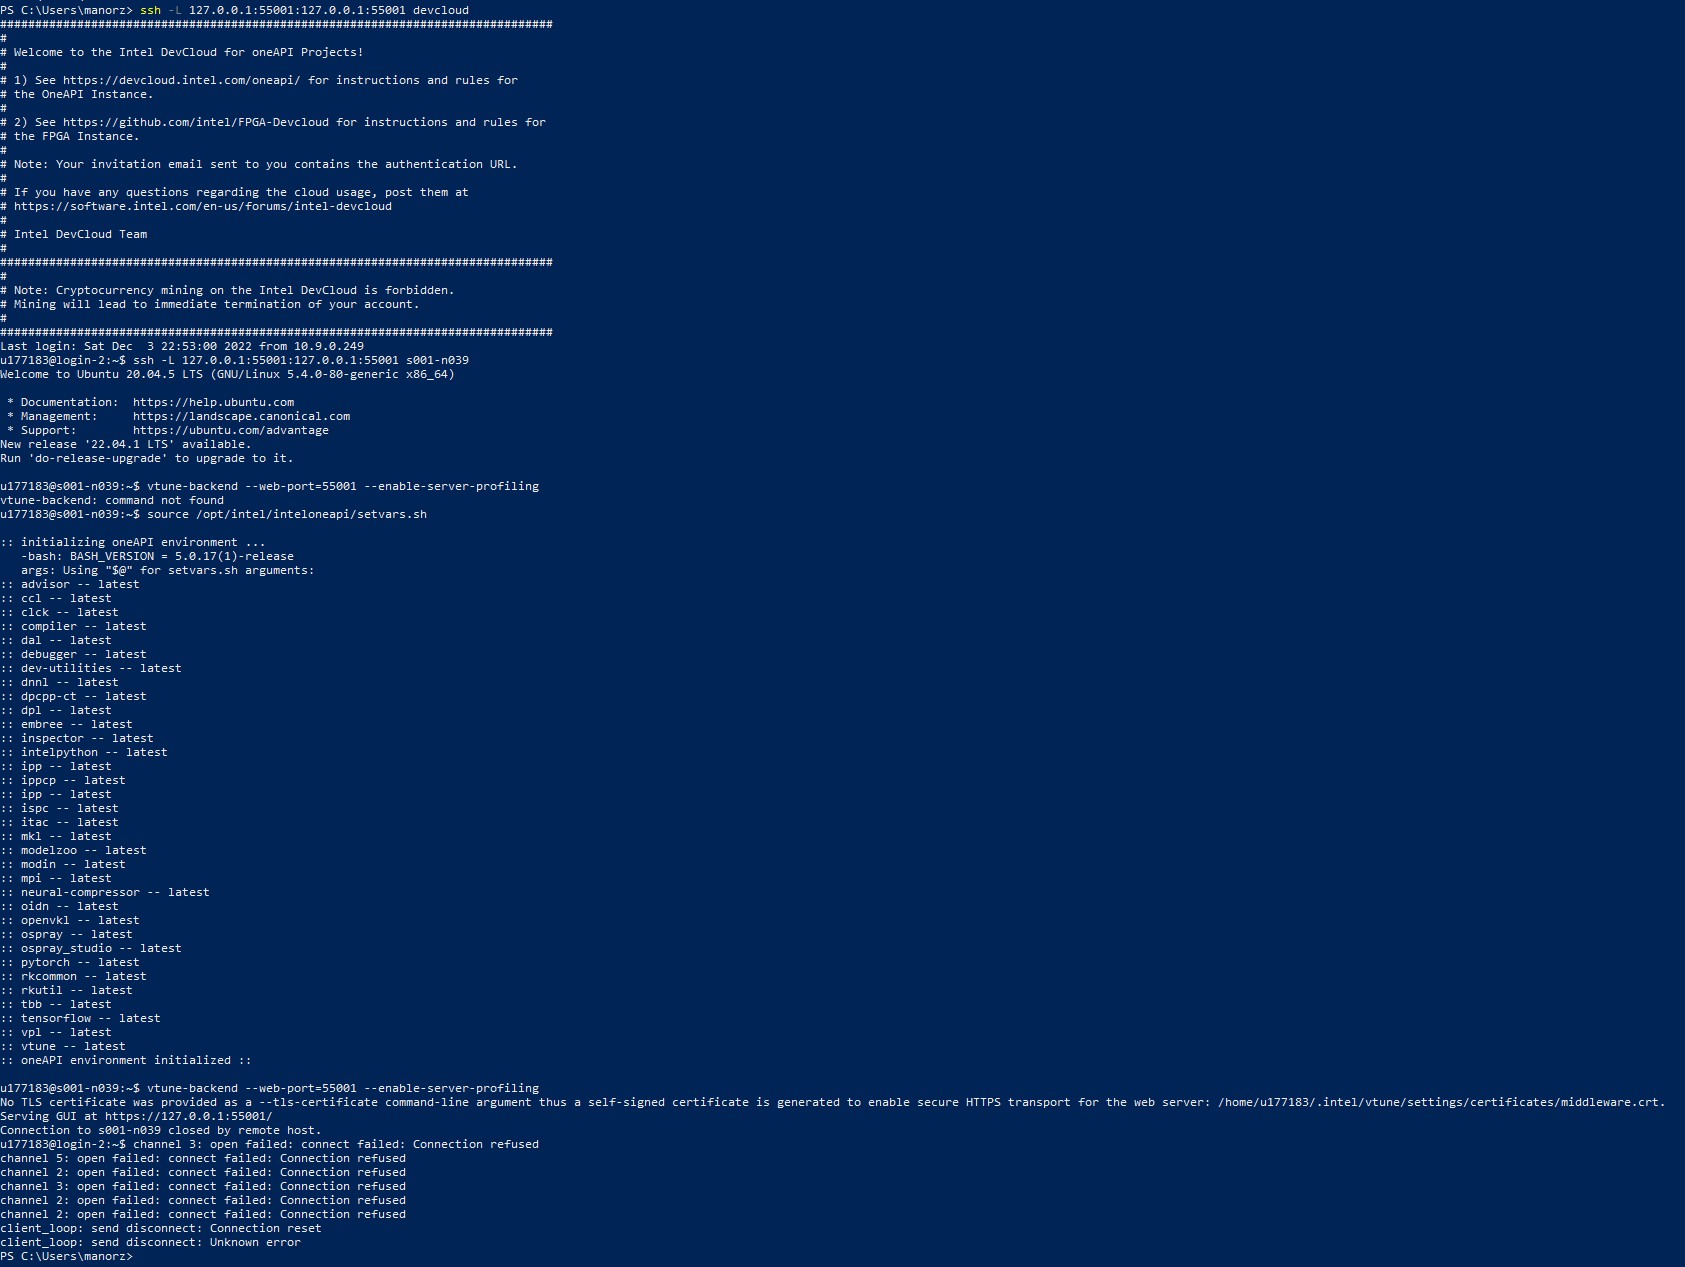 PS C:\Users\manorz> ssh -L 127.0.0.1:55001:127.0.0.1:55001 devcloud
###############################################################################
#
# Welcome to the Intel DevCloud for oneAPI Projects!
#
# 1) See https://devcloud.intel.com/oneapi/ for instructions and rules for
# the OneAPI Instance.
#
# 2) See https://github.com/intel/FPGA-Devcloud for instructions and rules for
# the FPGA Instance.
#
# Note: Your invitation email sent to you contains the authentication URL.
#
# If you have any questions regarding the cloud usage, post them at
# https://software.intel.com/en-us/forums/intel-devcloud
#
# Intel DevCloud Team
#
###############################################################################
#
# Note: Cryptocurrency mining on the Intel DevCloud is forbidden.
# Mining will lead to immediate termination of your account.
#
###############################################################################
Last login: Sat Dec  3 22:53:00 2022 from 10.9.0.249
u177183@login-2:~$ ssh -L 127.0.0.1:55001:127.0.0.1:55001 s001-n039
Welcome to Ubuntu 20.04.5 LTS (GNU/Linux 5.4.0-80-generic x86_64)

 * Documentation:  https://help.ubuntu.com
 * Management:     https://landscape.canonical.com
 * Support:        https://ubuntu.com/advantage
New release '22.04.1 LTS' available.
Run 'do-release-upgrade' to upgrade to it.

u177183@s001-n039:~$ vtune-backend --web-port=55001 --enable-server-profiling
vtune-backend: command not found
u177183@s001-n039:~$ source /opt/intel/inteloneapi/setvars.sh

:: initializing oneAPI environment ...
   -bash: BASH_VERSION = 5.0.17(1)-release
   args: Using "$@" for setvars.sh arguments:
:: advisor -- latest
:: ccl -- latest
:: clck -- latest
:: compiler -- latest
:: dal -- latest
:: debugger -- latest
:: dev-utilities -- latest
:: dnnl -- latest
:: dpcpp-ct -- latest
:: dpl -- latest
:: embree -- latest
:: inspector -- latest
:: intelpython -- latest
:: ipp -- latest
:: ippcp -- latest
:: ipp -- latest
:: ispc -- latest
:: itac -- latest
:: mkl -- latest
:: modelzoo -- latest
:: modin -- latest
:: mpi -- latest
:: neural-compressor -- latest
:: oidn -- latest
:: openvkl -- latest
:: ospray -- latest
:: ospray_studio -- latest
:: pytorch -- latest
:: rkcommon -- latest
:: rkutil -- latest
:: tbb -- latest
:: tensorflow -- latest
:: vpl -- latest
:: vtune -- latest
:: oneAPI environment initialized ::

u177183@s001-n039:~$ vtune-backend --web-port=55001 --enable-server-profiling
No TLS certificate was provided as a --tls-certificate command-line argument thus a self-signed certificate is generated to enable secure HTTPS transport for the web server: /home/u177183/.intel/vtune/settings/certificates/middleware.crt.
Serving GUI at https://127.0.0.1:55001/
Connection to s001-n039 closed by remote host.
u177183@login-2:~$ channel 3: open failed: connect failed: Connection refused
channel 5: open failed: connect failed: Connection refused
channel 2: open failed: connect failed: Connection refused
channel 3: open failed: connect failed: Connection refused
channel 2: open failed: connect failed: Connection refused
channel 2: open failed: connect failed: Connection refused
client_loop: send disconnect: Connection reset
client_loop: send disconnect: Unknown error
PS C:\Users\manorz>